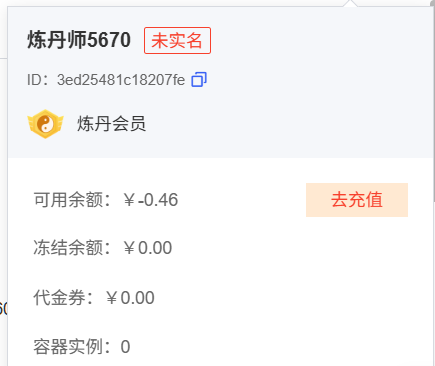 炼丹师5670 未实名
ID：3ed25481c18207fe
炼丹会员
可用余额：￥-0.46 去充值
冻结余额：￥0.00
代金券：￥0.00
容器实例：0